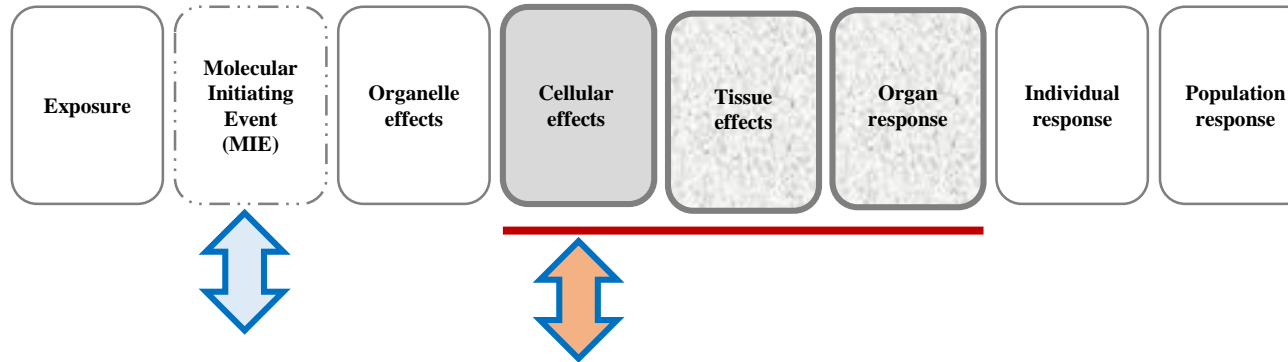 Exposure
Molecular
Initiating
Event
(MIE)
Organelle
effects
Cellular
effects
Tissue
effects
Organ
response
Individual
response
Population
response